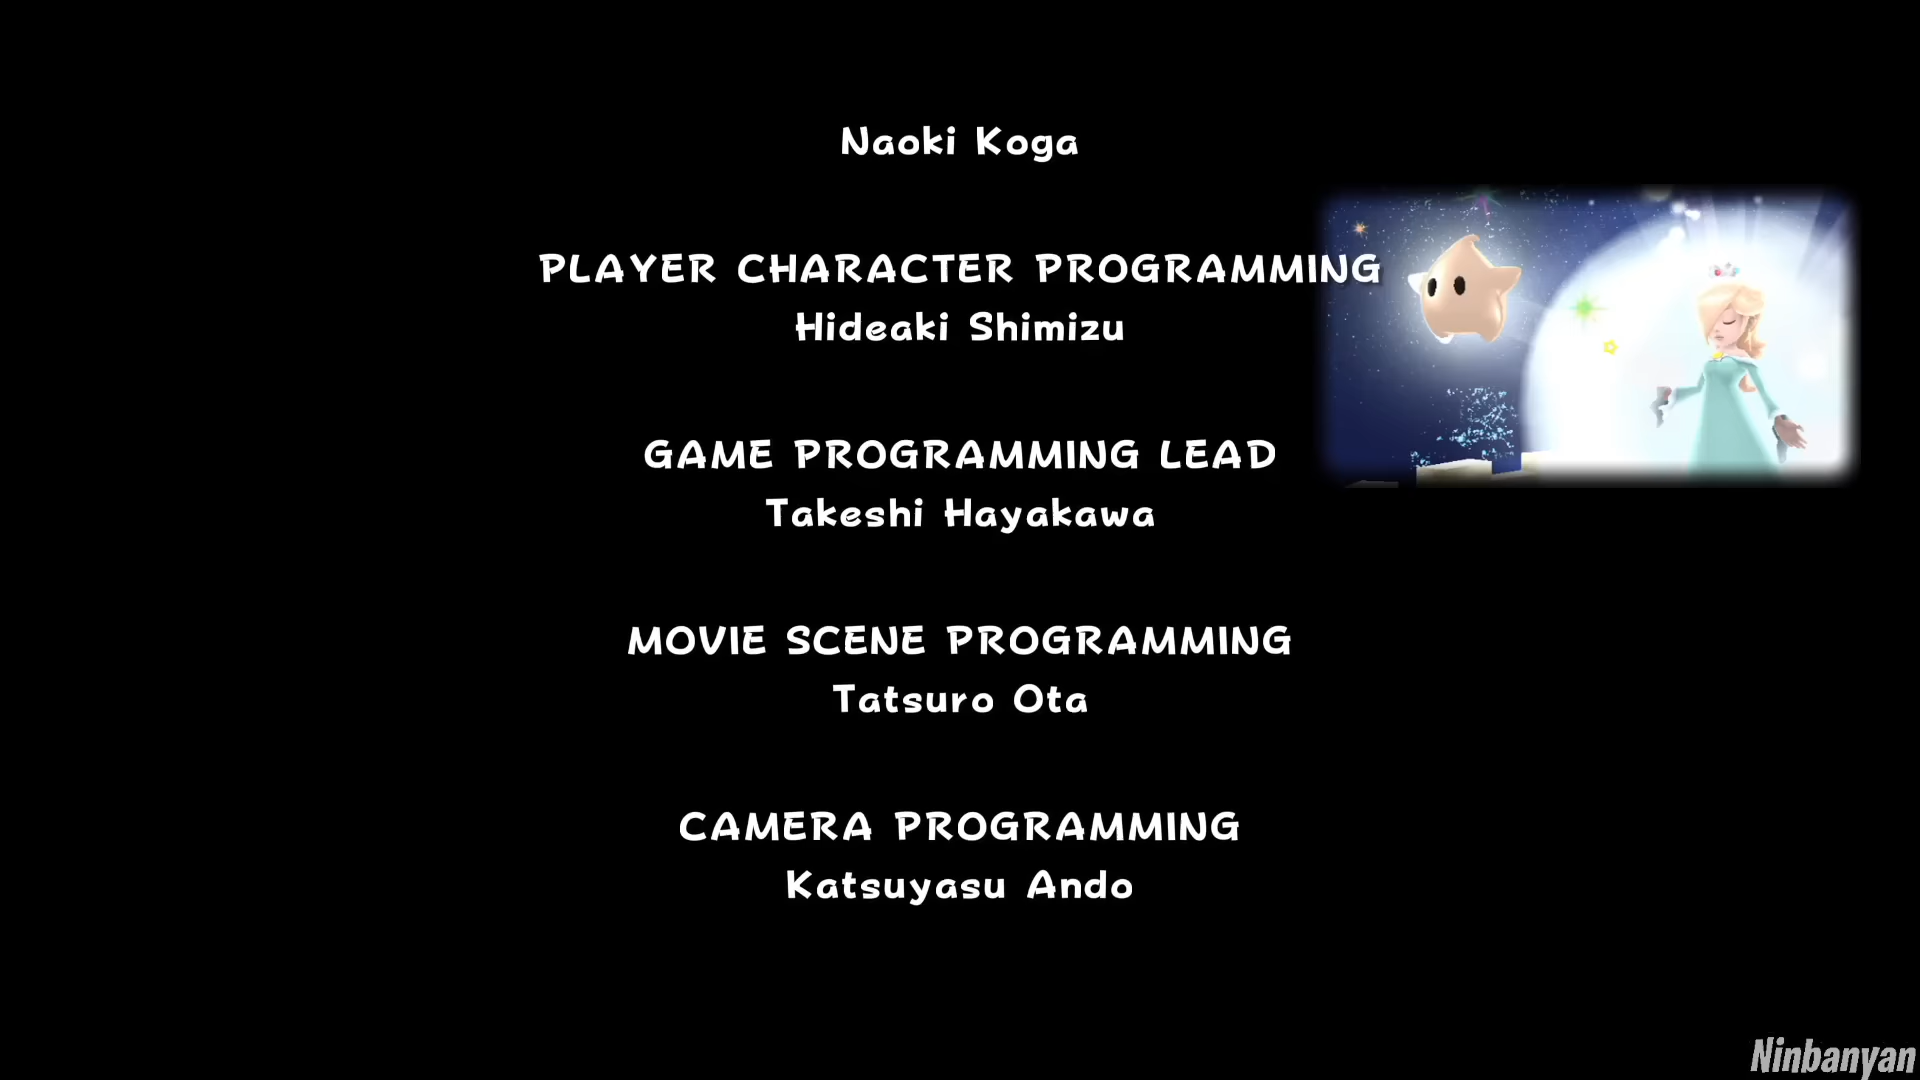 Naoki Koga
PLAYER CHARACTER PROGRAMMING
Hideaki Shimizu
GAME PROGRAMMING LEAD
Takeshi Hayakawa
MOVIE SCENE PROGRAMMING
Tatsuro Ota
CAMERA PROGRAMMING
Katsuyasu Ando
Ninbanyan